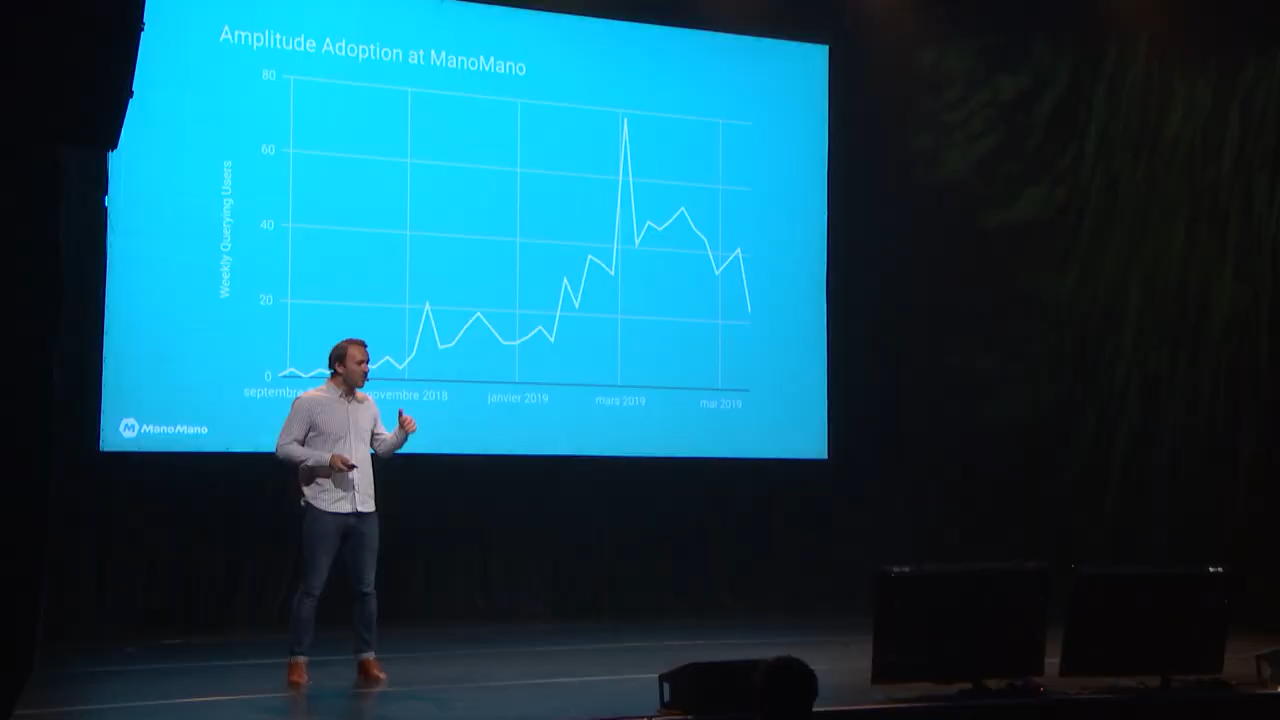 Amplitude Adoption at ManoMano
80
60
40
20
0
Weekly Querying Users
septembre
novembre 2018
janvier 2019
mars 2019
mai 2019
M ManoMano